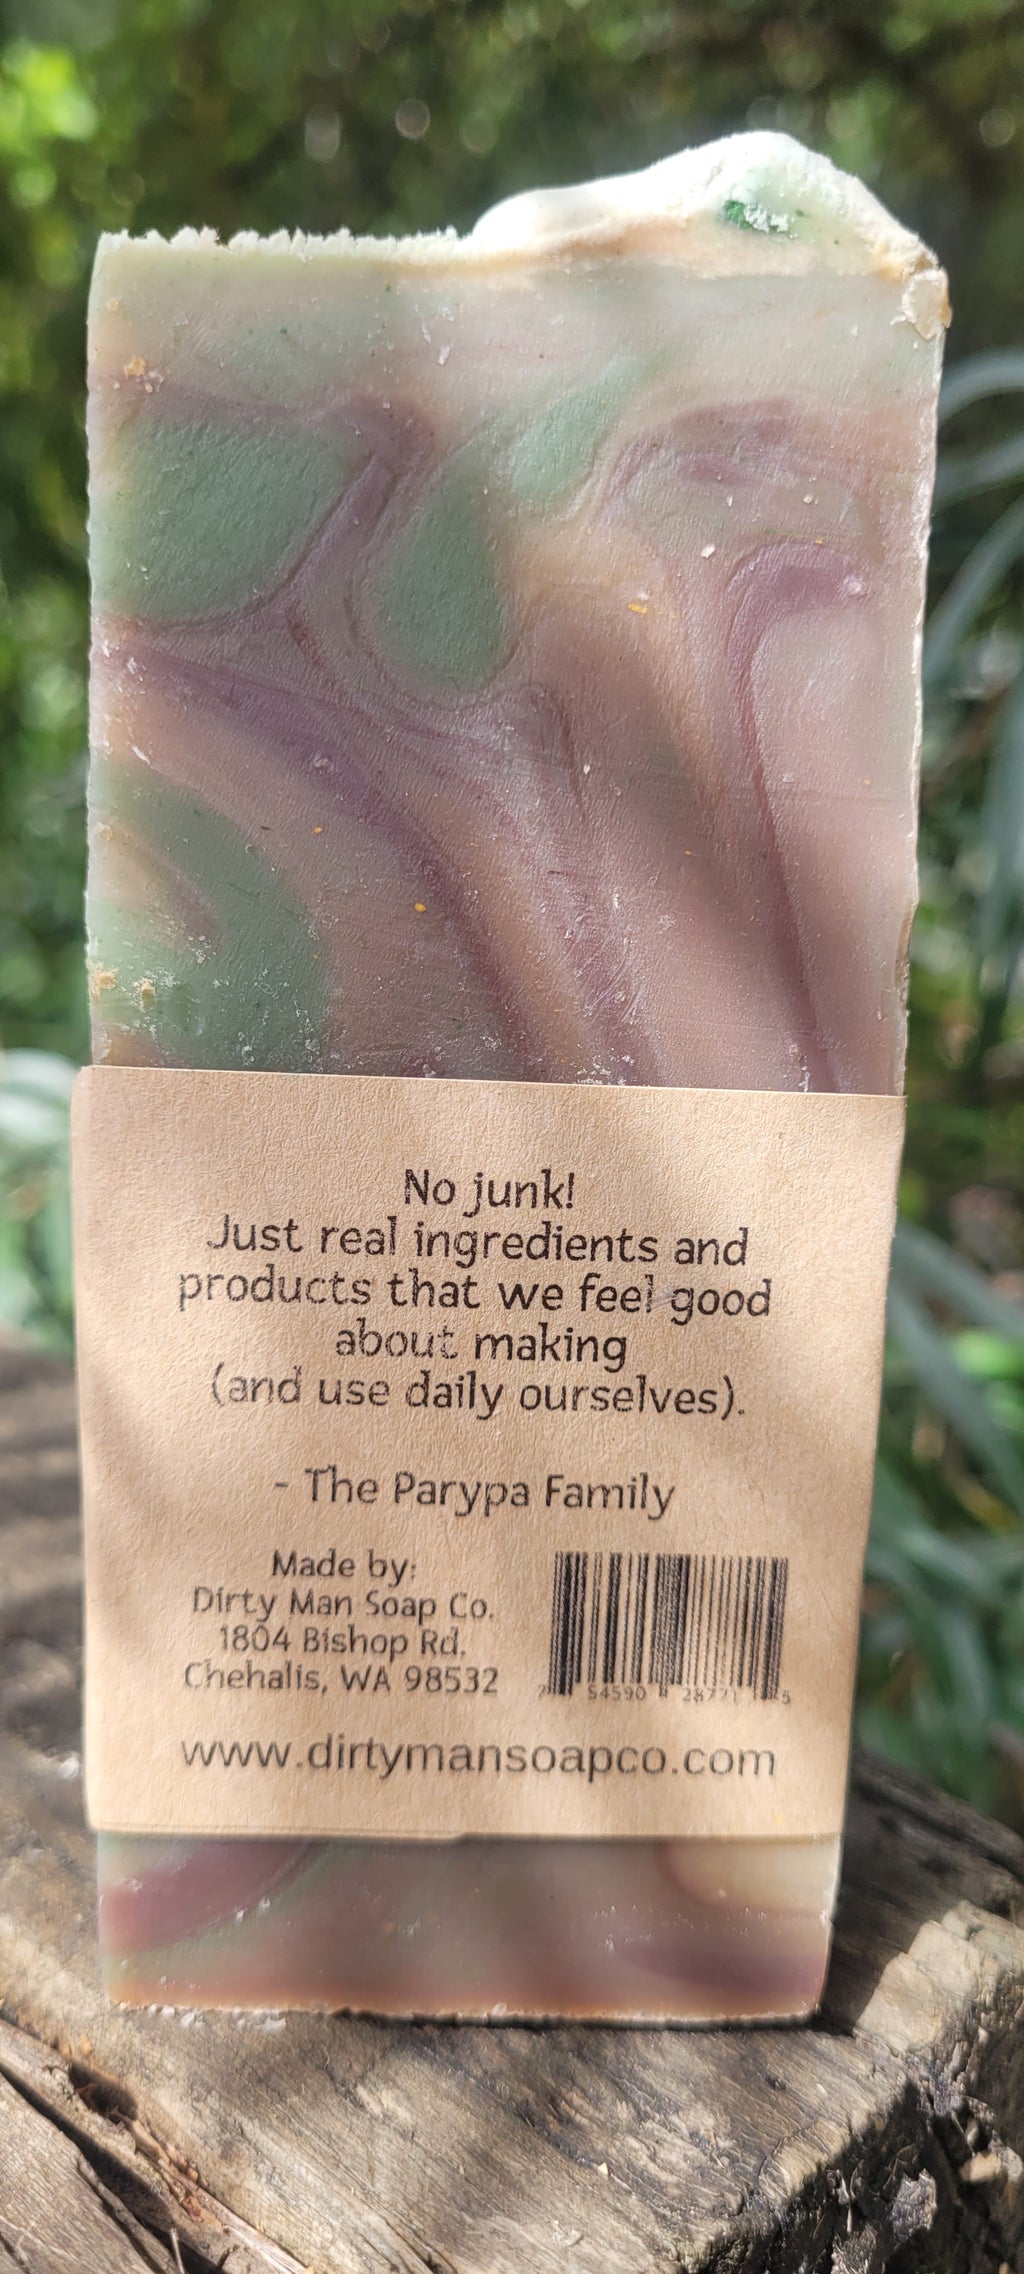 No junk!
Just real ingredients and
products that we feel good
about making
(and use daily ourselves).
- The Parypa Family
Made by:
Dirty Man Soap Co.
1804 Bishop Rd.
Chehalis, WA 98532
54590
www.dirtymansoapco.com